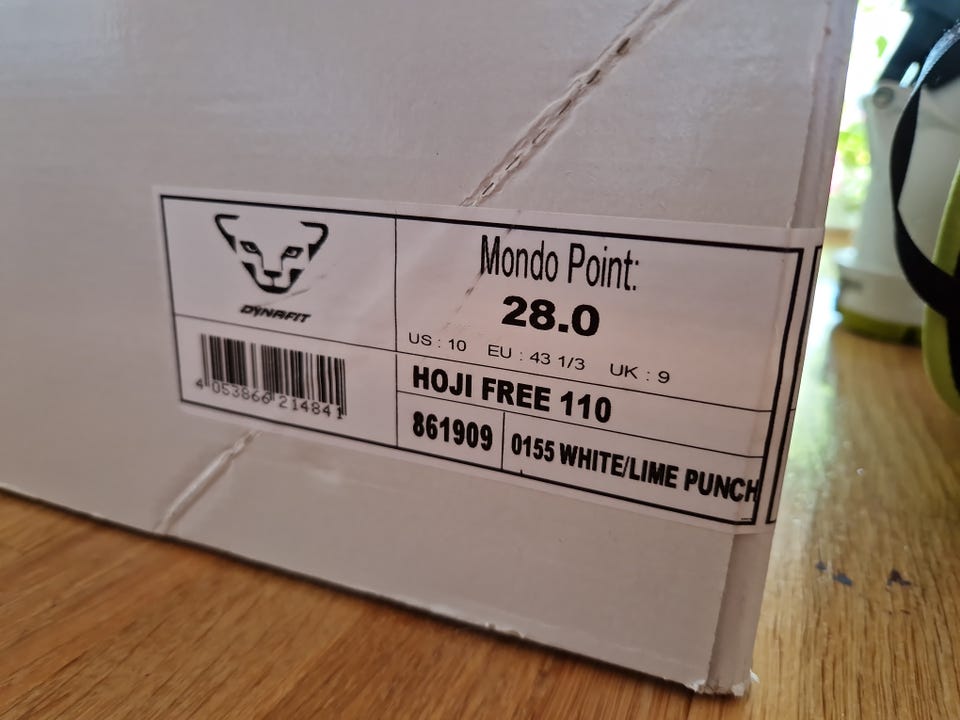 DYNAFIT
4 053866 214841
Mondo Point:
28.0
US : 10 EU : 43 1/3 UK : 9
HOJI FREE 110
861909 0155 WHITE/LIME PUNCH